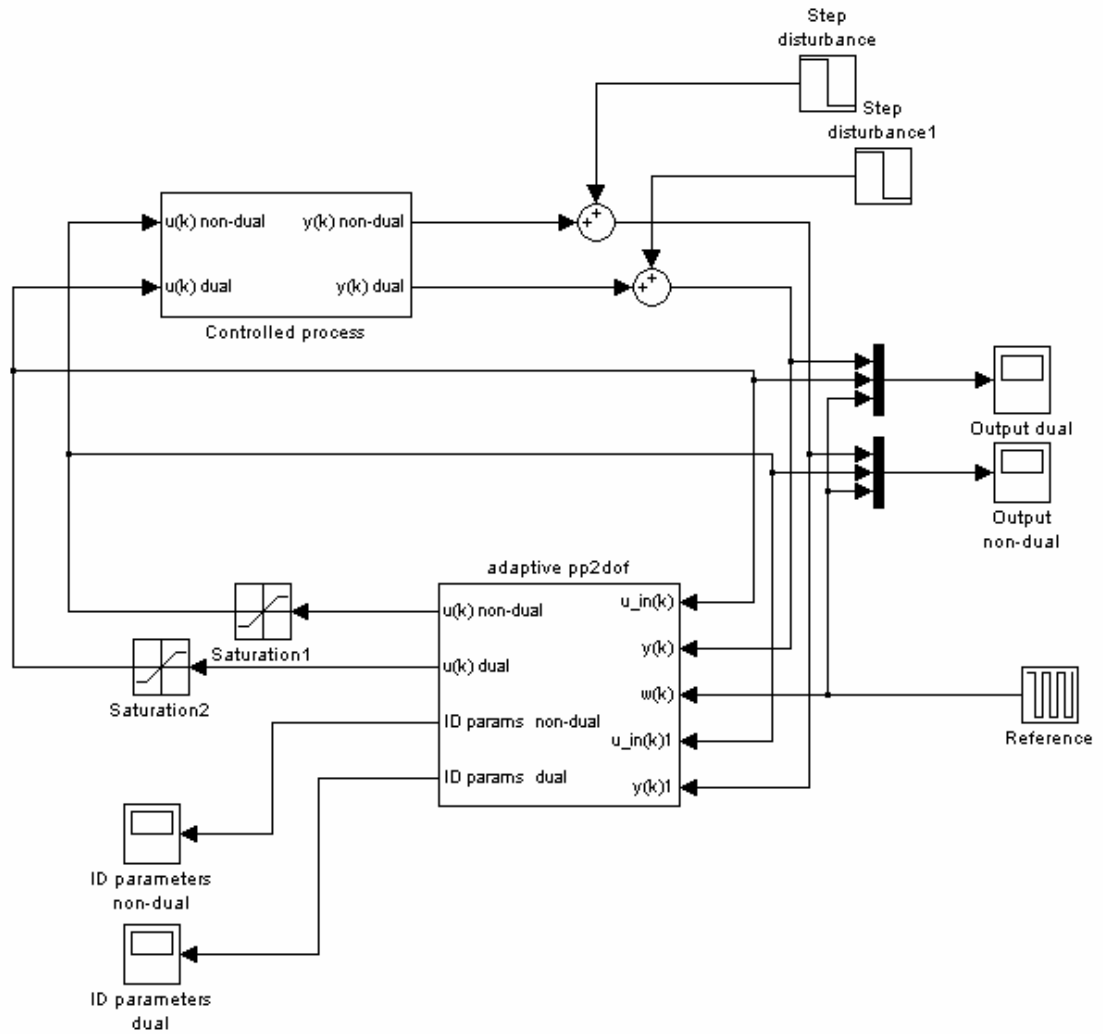 Step
disturbance
Step
disturbance1
u(k) non-dual
y(k) non-dual
u(k) dual
y(k) dual
Controlled process
Output dual
Output
non-dual
adaptive pp2dof
u(k) non-dual
u_in(k)
Saturation1
y(k)
u(k) dual
Saturation2
w(k)
Reference
ID params non-dual
u_in(k)1
ID params dual
y(k)1
ID parameters
non-dual
ID parameters
dual